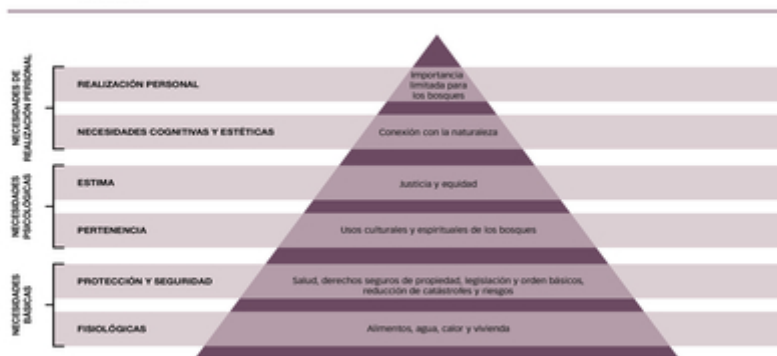 NECESIDADES DE
REALIZACIÓN PERSONAL
REALIZACIÓN PERSONAL
Importancia
limitada para
los bosques
NECESIDADES COGNITIVAS Y ESTÉTICAS
Conexión con la naturaleza
NECESIDADES
PSICOLÓGICAS
ESTIMA
Justicia y equidad
PERTENENCIA
Usos culturales y espirituales de los bosques
NECESIDADES
BÁSICAS
PROTECCIÓN Y SEGURIDAD
Salud, derechos seguros de propiedad, legislación y orden básicos,
reducción de catástrofes y riesgos
FISIOLÓGICAS
Alimentos, agua, calor y vivienda